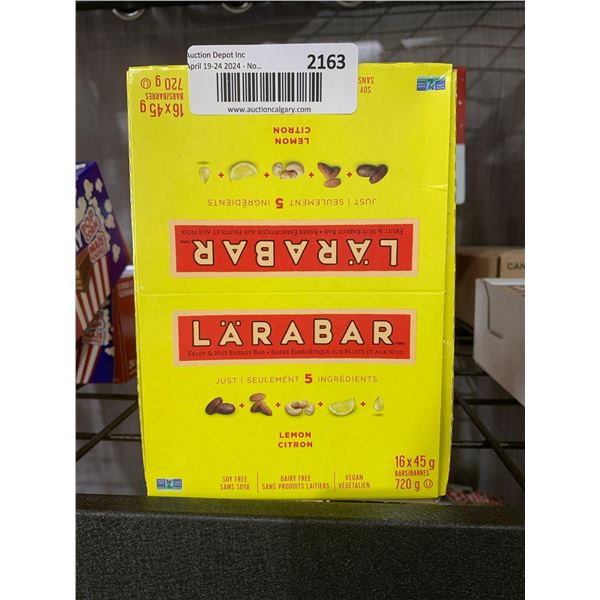 Auction Depot Inc
April 19-24 2024 - No...
2163
www.auctioncalgary.com
16 x 45 g
BARS/BARRES
720 g
SOY
SANS
LEMON
CITRON
JUST | SEULEMENT 5 INGRÉDIENTS
FRUIT & NUT ENERGY BAR • BARRE ÉNERGÉTIQUE AUX FRUITS ET AUX NOIX
LÄRABAR
LÄRABAR
FRUIT & NUT ENERGY BAR • BARRE ÉNERGÉTIQUE AUX FRUITS ET AUX NOIX
JUST | SEULEMENT 5 INGRÉDIENTS
LEMON
CITRON
SOY FREE
SANS SOYA
DAIRY FREE
SANS PRODUITS LAITIERS
VEGAN
VÉGÉTALIEN
16 x 45 g
BARS/BARRES
720 g
CAN